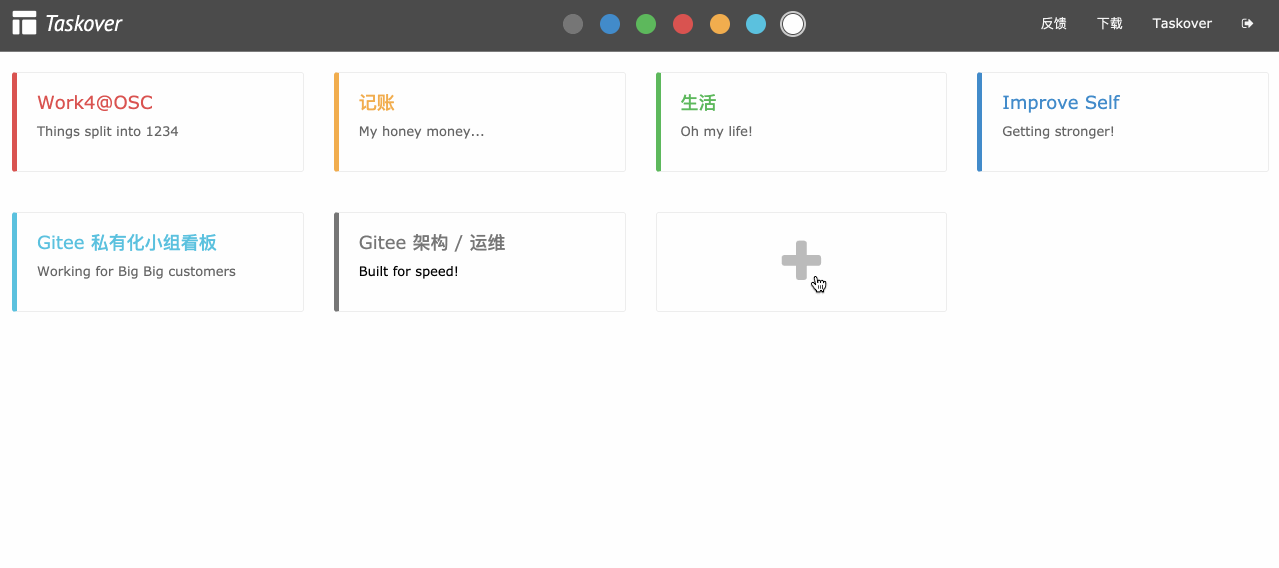 Taskover
反馈
下载
Taskover
Work4@OSC
Things split into 1234
记账
My honey money...
生活
Oh my life!
Improve Self
Getting stronger!
Gitee 私有化小组看板
Working for Big Big customers
Gitee 架构 / 运维
Built for speed!